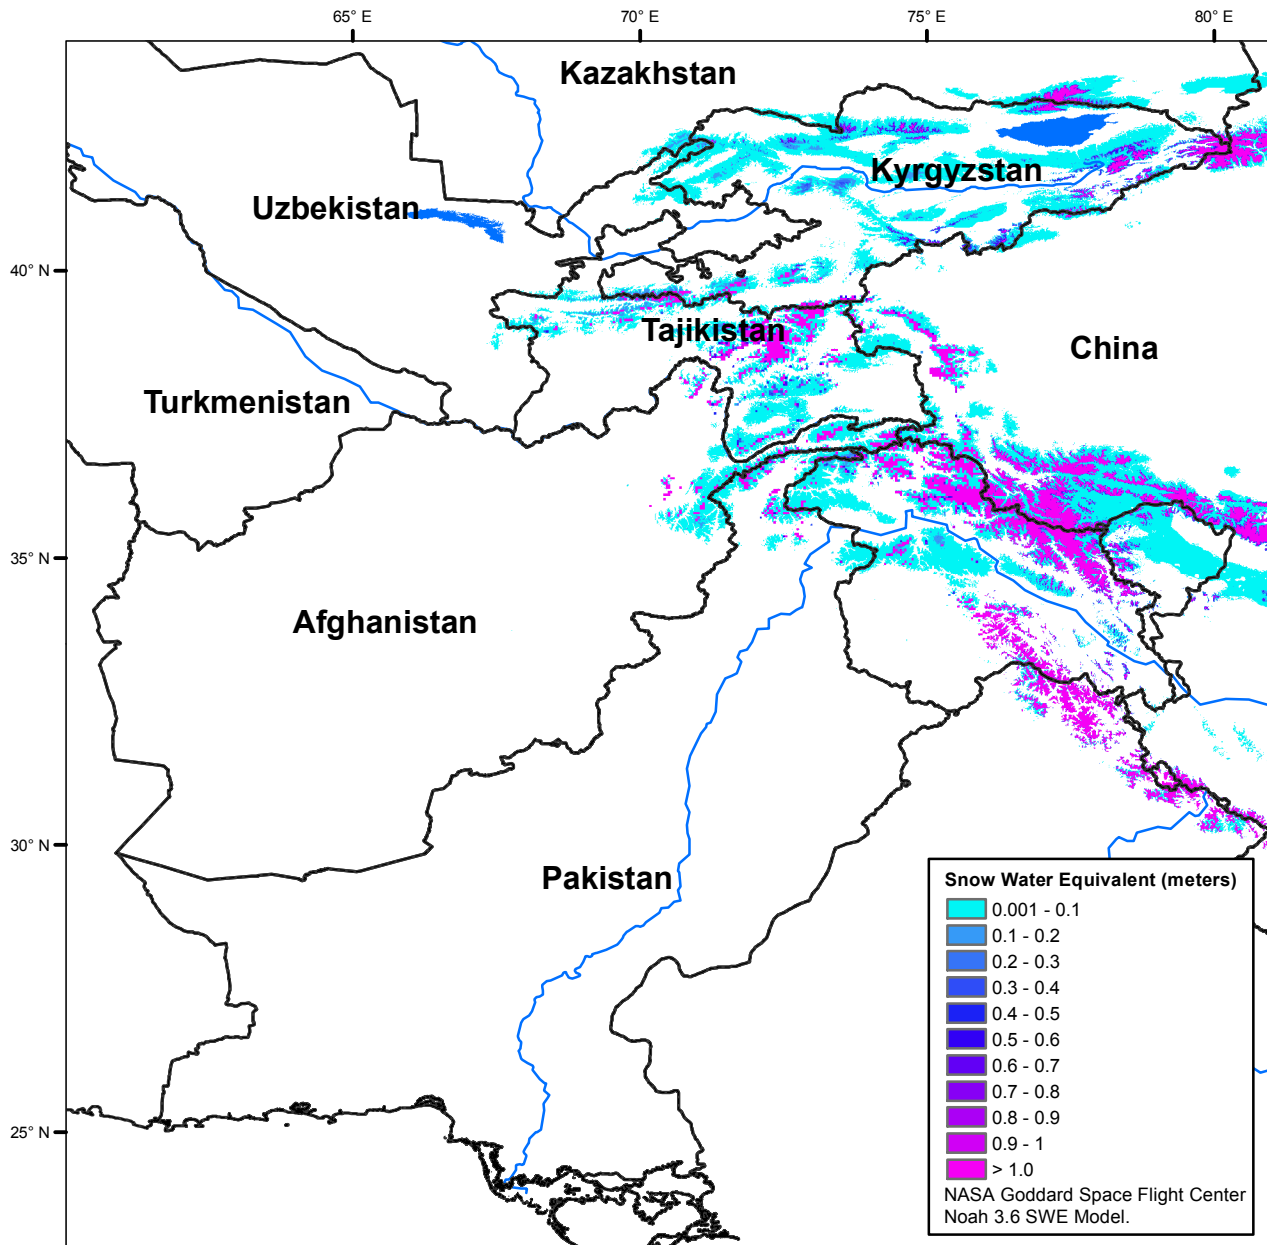 65° E
70° E
75° E
80° E
Kazakhstan
Kyrgyzstan
Uzbekistan
40° N
Tajikistan
China
Turkmenistan
35° N
Afghanistan
30° N
Pakistan
25° N
Snow Water Equivalent (meters)
0.001 - 0.1
0.1 - 0.2
0.2 - 0.3
0.3 - 0.4
0.4 - 0.5
0.5 - 0.6
0.6 - 0.7
0.7 - 0.8
0.8 - 0.9
0.9 - 1
> 1.0
NASA Goddard Space Flight Center
Noah 3.6 SWE Model.